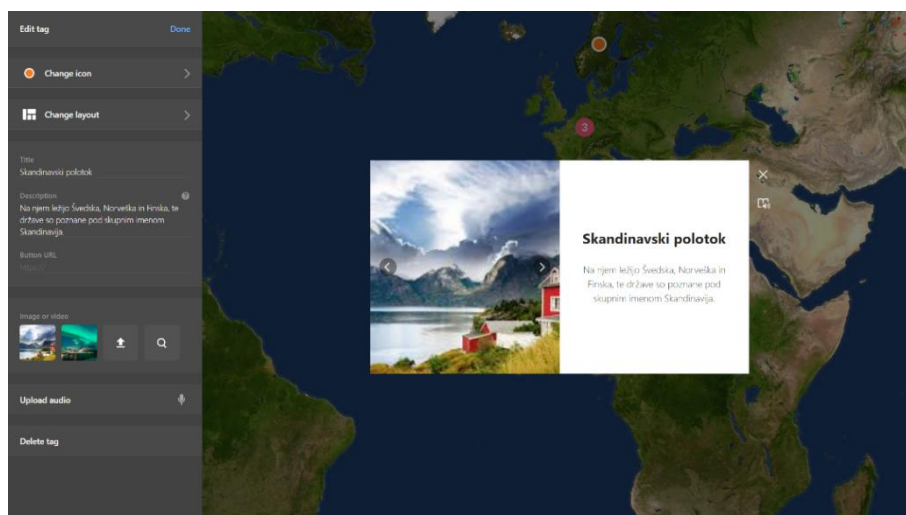 Edit tag
Done
Change icon
Change layout
Title
Skandinavski polotok
Description
Na njem ležijo Švedska, Norveška in Finska, te
države so poznane pod skupnim imenom
Skandinavija.
Button URL
https://
Image or video
Upload audio
Delete tag
3
Skandinavski polotok
Na njem ležijo Švedska, Norveška in
Finska, te države so poznane pod
skupnim imenom Skandinavija.